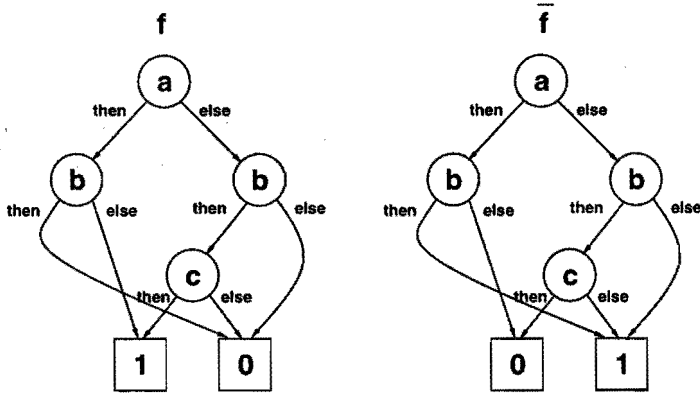 f f̅
a a
then else then else
b b b b
then else then else then else then else
c c
then else then else
1 0 0 1